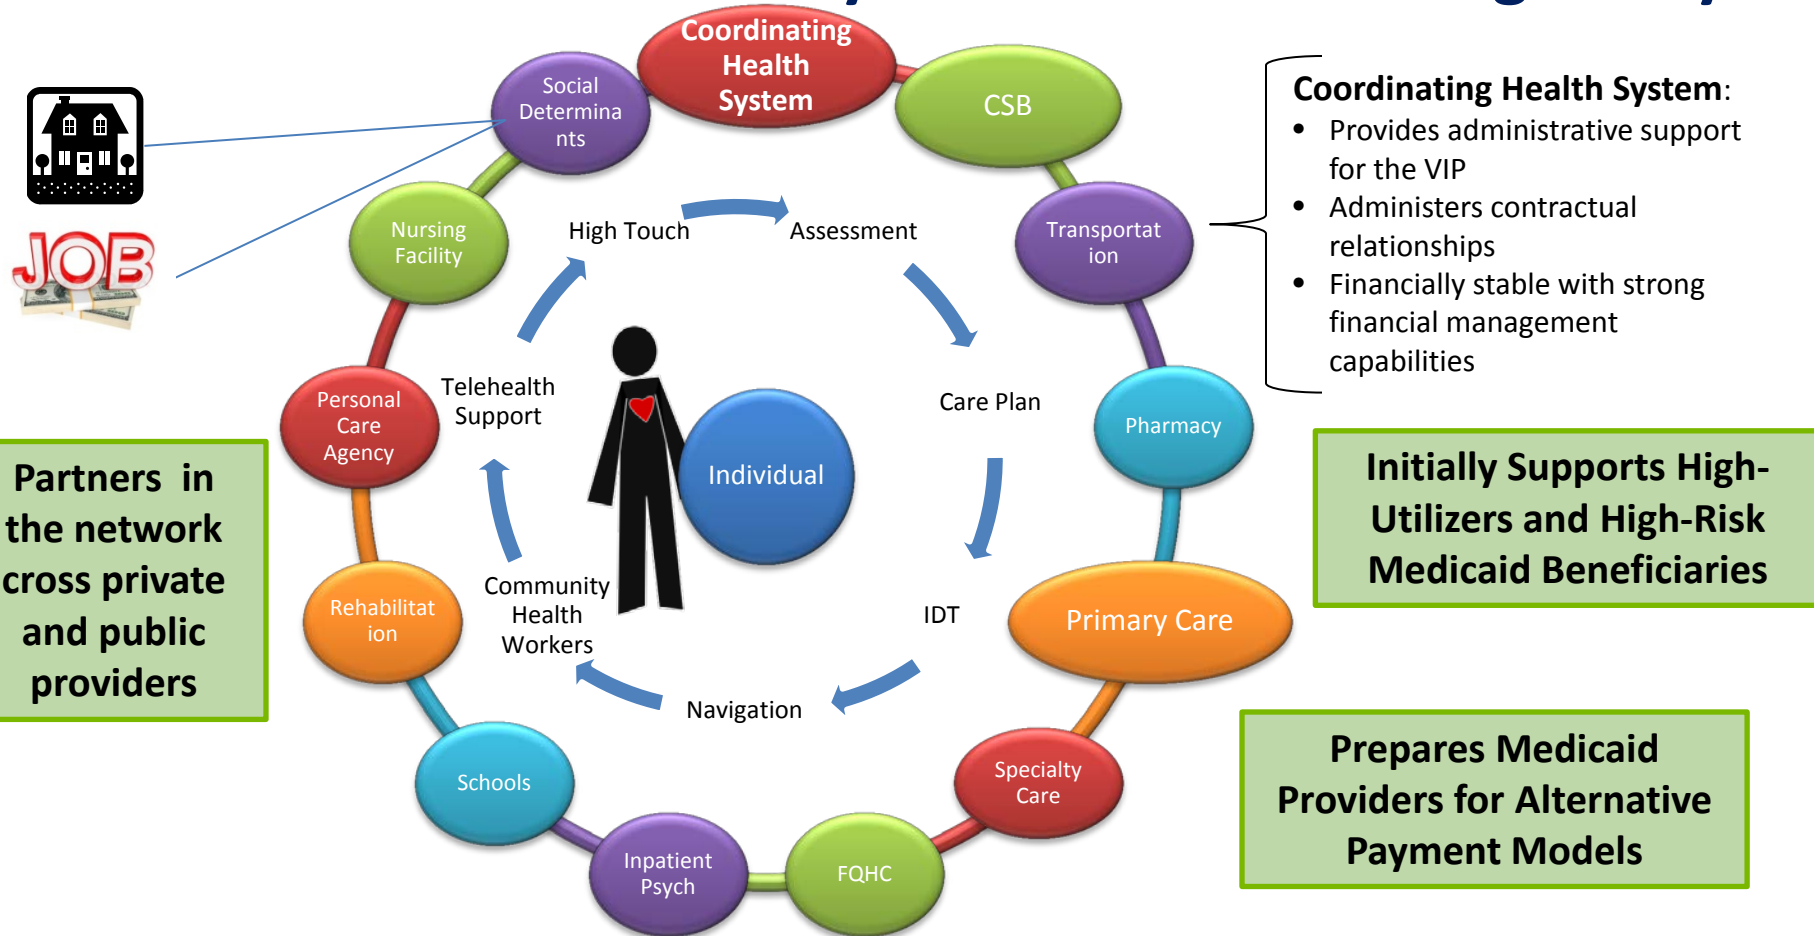 Coordinating
Health
System
CSB
Social
Determina
nts
Transportat
ion
Nursing
Facility
Pharmacy
Personal
Care
Agency
Primary Care
Rehabilitat
ion
Specialty
Care
Schools
FQHC
Inpatient
Psych
High Touch
Assessment
Care Plan
IDT
Navigation
Community
Health
Workers
Telehealth
Support
Individual
JOB
Coordinating Health System:
• Provides administrative support
for the VIP
• Administers contractual
relationships
• Financially stable with strong
financial management
capabilities
Partners in
the network
cross private
and public
providers
Initially Supports High-
Utilizers and High-Risk
Medicaid Beneficiaries
Prepares Medicaid
Providers for Alternative
Payment Models